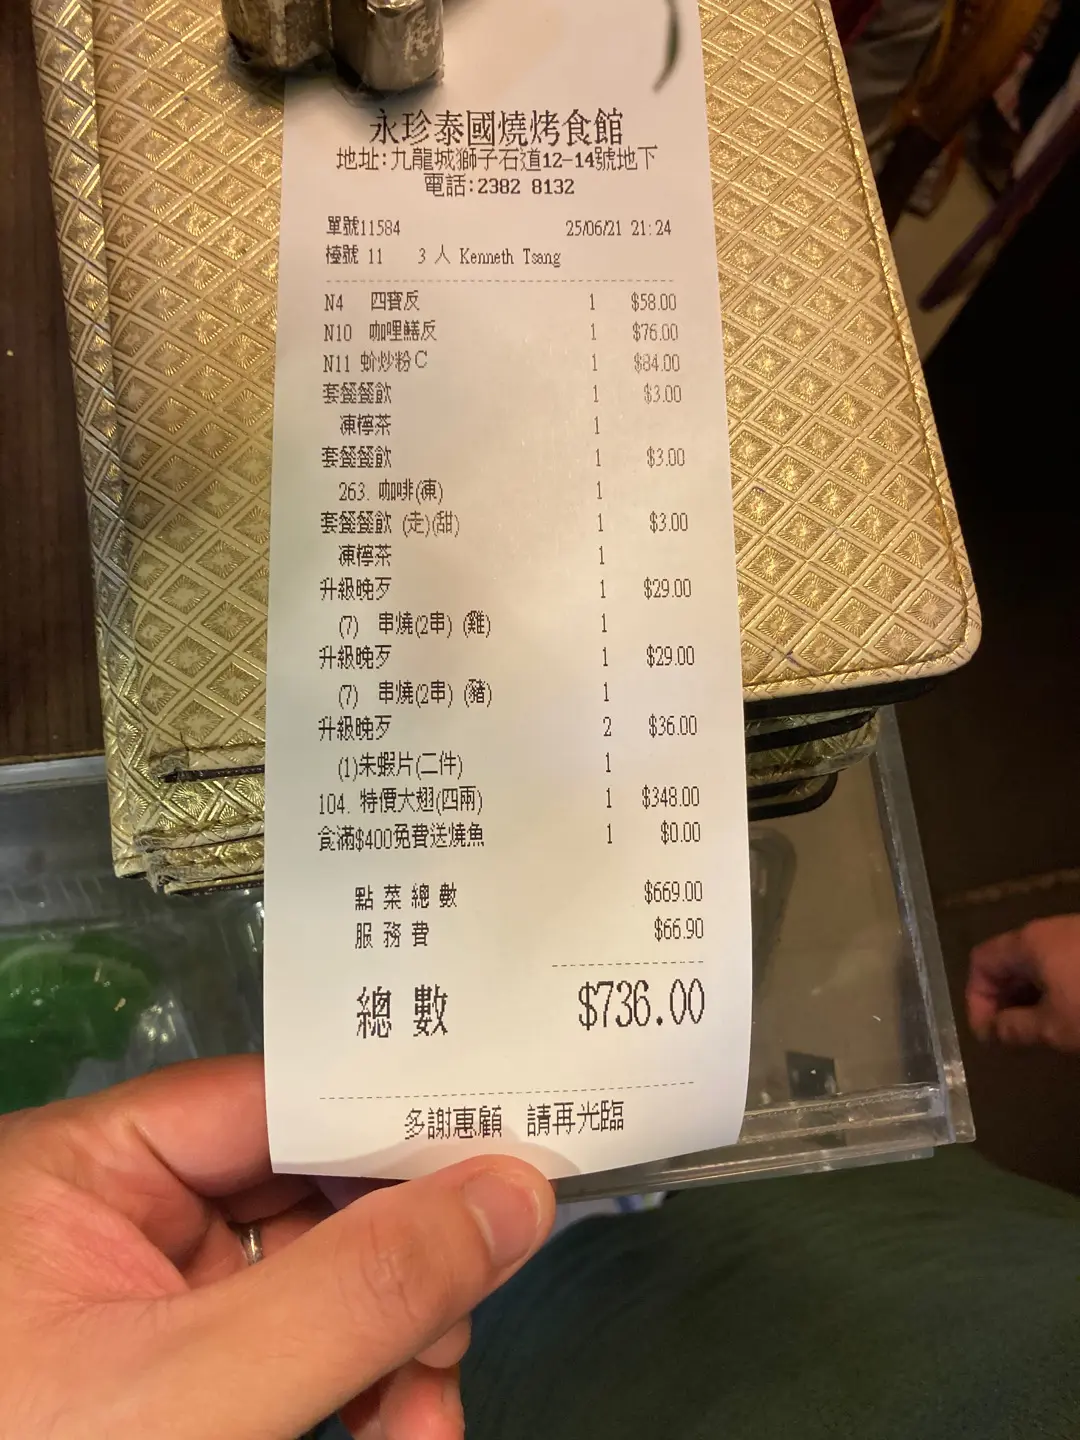 永珍泰國燒烤食館
地址:九龍城獅子石道12-14號地下
電話:2382 8132
單號11584 25/06/21 21:24
檯號 11 3 人 Kenneth Tsang
N4 四寶反 1 $58.00
N10 咖哩鱔反 1 $76.00
N11 蚧炒粉C 1 $84.00
套餐餐飲 1 $3.00
凍檸茶 1
套餐餐飲 1 $3.00
263. 咖啡(凍) 1
套餐餐飲 (走)(甜) 1 $3.00
凍檸茶 1
升級晚歹 1 $29.00
(7) 串燒(2串) (雞) 1
升級晚歹 1 $29.00
(7) 串燒(2串) (豬) 1
升級晚歹 2 $36.00
(1)朱蝦片(二件) 1
104. 特價大翅(四兩) 1 $348.00
食滿$400免費送燒魚 1 $0.00
點菜總數 $669.00
服務費 $66.90
總數 $736.00
多謝惠顧 請再光臨